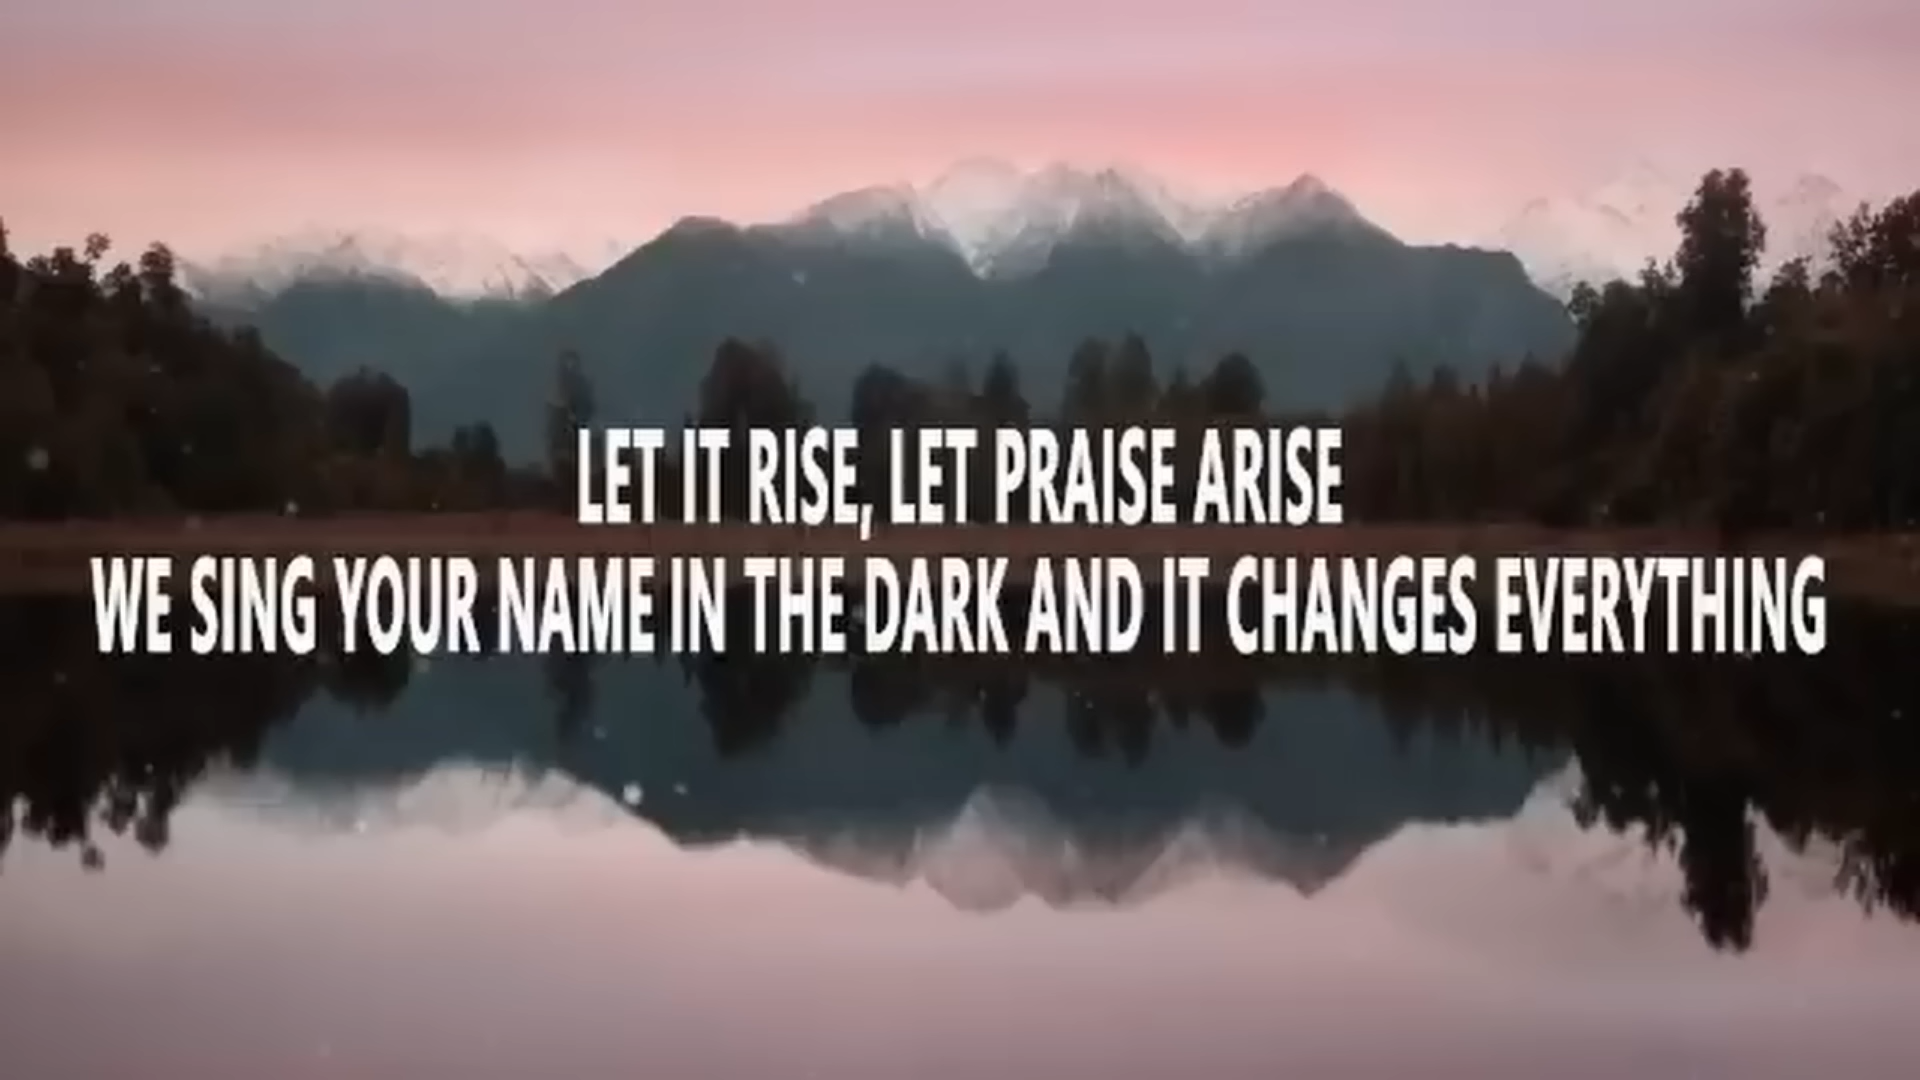 LET IT RISE, LET PRAISE ARISE
WE SING YOUR NAME IN THE DARK AND IT CHANGES EVERYTHING